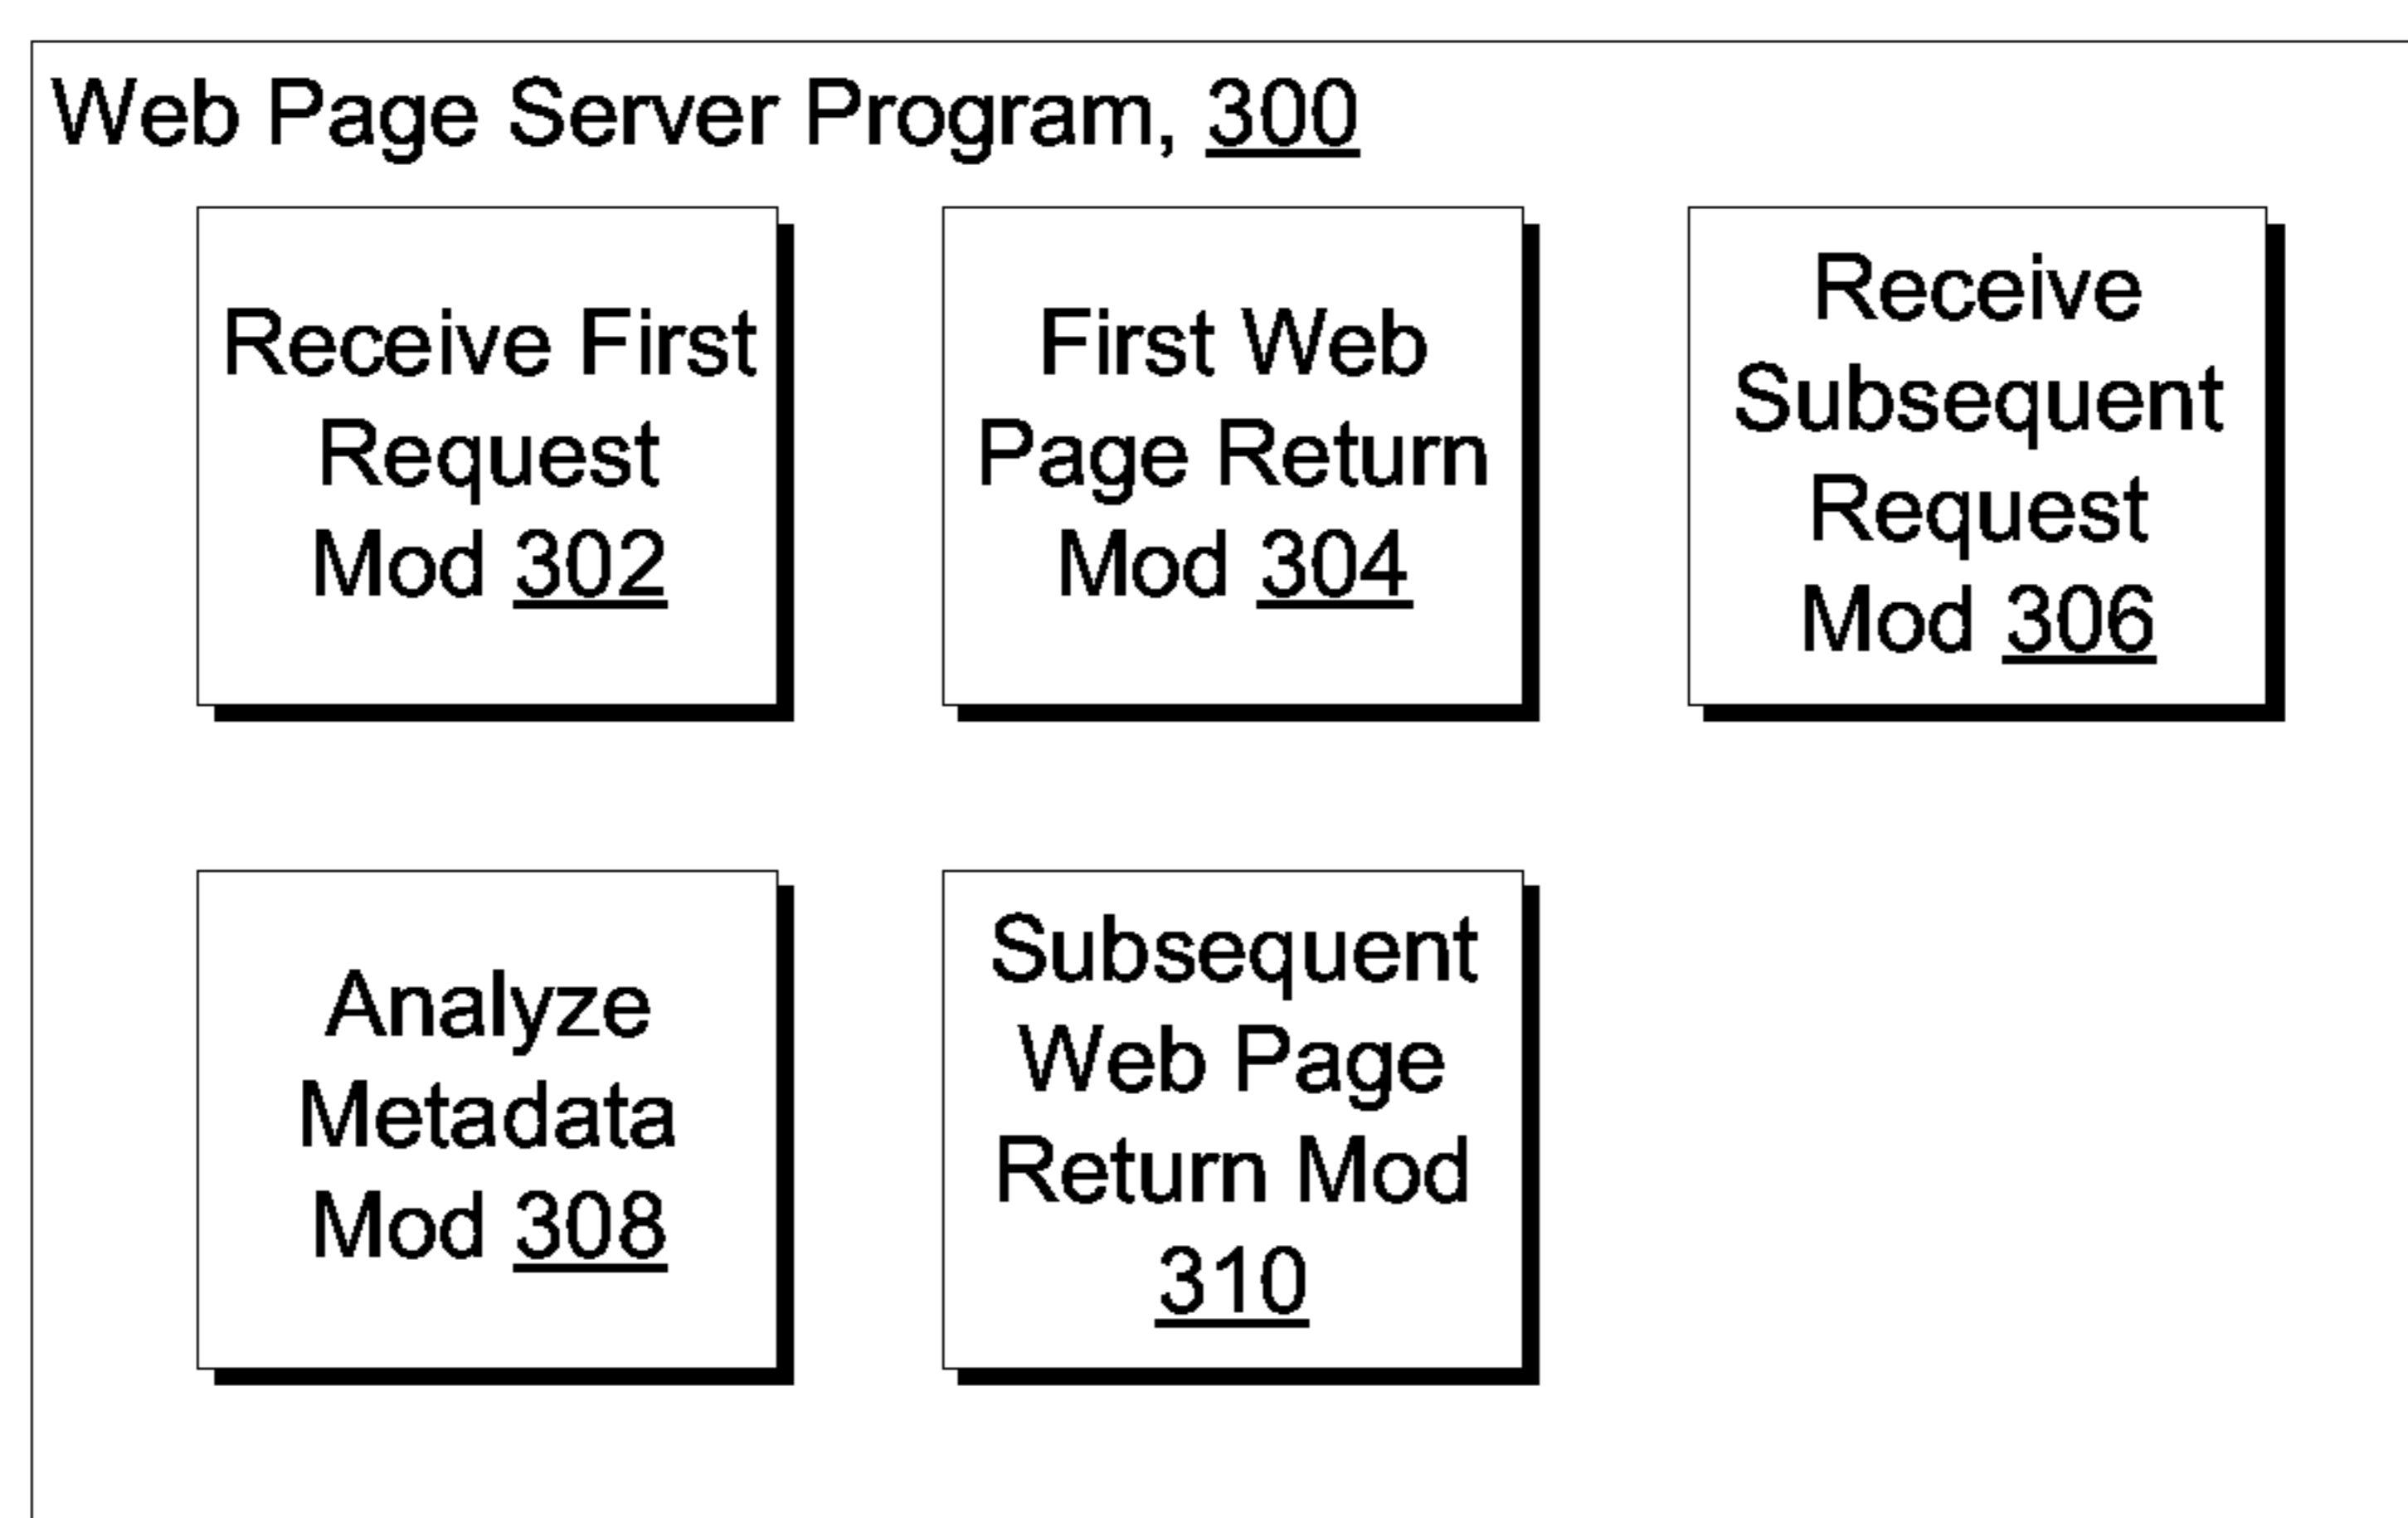 Web Page Server Program, 300
Receive First
Request
Mod 302
First Web
Page Return
Mod 304
Receive
Subsequent
Request
Mod 306
Analyze
Metadata
Mod 308
Subsequent
Web Page
Return Mod
310